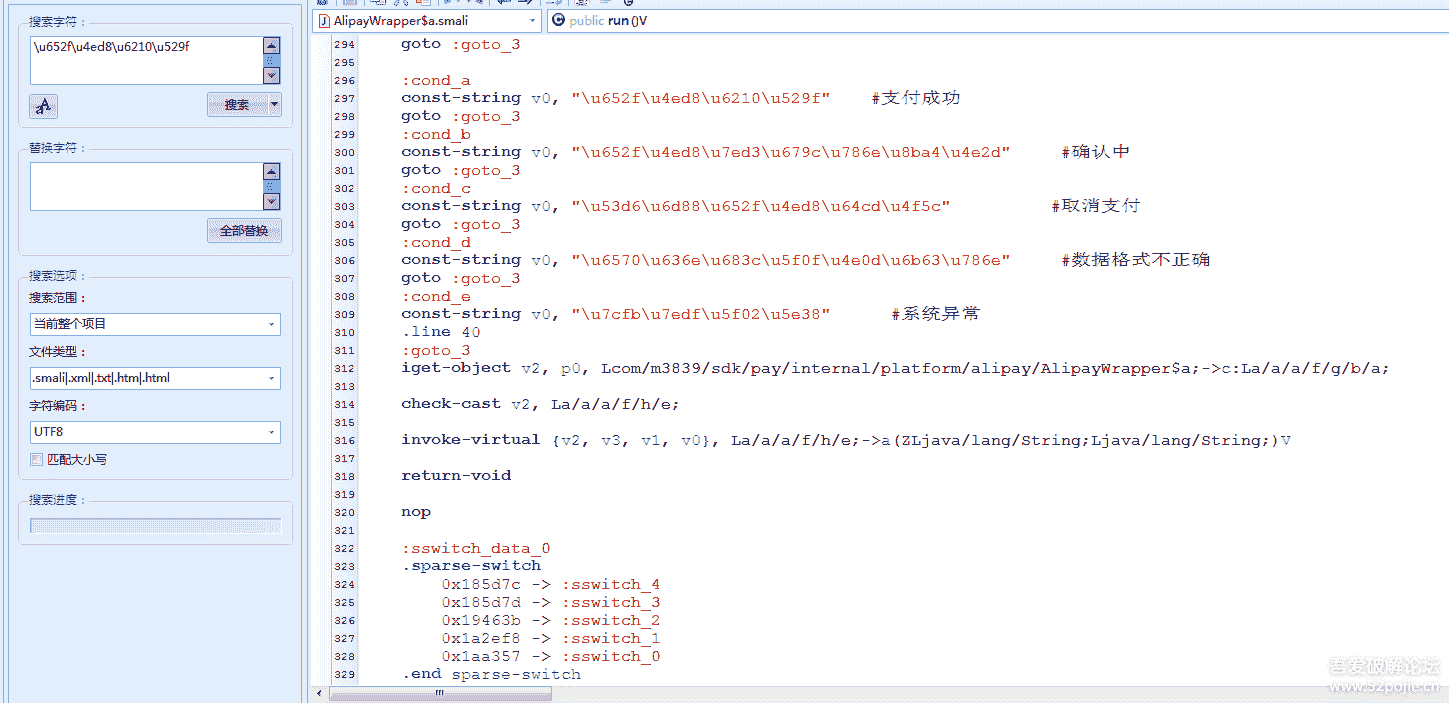 搜索字符：
\u652f\u4ed8\u6210\u529f
搜索
替换字符：
全部替换
搜索选项：
搜索范围：
当前整个项目
文件类型：
.smali|.xml|.txt|.htm|.html
字符编码：
UTF8
匹配大小写
搜索进度：
AlipayWrapper$a.smali
public run()V
294 goto :goto_3
295
296 :cond_a
297 const-string v0, "\u652f\u4ed8\u6210\u529f" #支付成功
298 goto :goto_3
299 :cond_b
300 const-string v0, "\u652f\u4ed8\u7ed3\u679c\u786e\u8ba4\u4e2d" #确认中
301 goto :goto_3
302 :cond_c
303 const-string v0, "\u53d6\u6d88\u652f\u4ed8\u64cd\u4f5c" #取消支付
304 goto :goto_3
305 :cond_d
306 const-string v0, "\u6570\u636e\u683c\u5f0f\u4e0d\u6b63\u786e" #数据格式不正确
307 goto :goto_3
308 :cond_e
309 const-string v0, "\u7cfb\u7edf\u5f02\u5e38" #系统异常
310 .line 40
311 :goto_3
312 iget-object v2, p0, Lcom/m3839/sdk/pay/internal/platform/alipay/AlipayWrapper$a;->c:La/a/a/f/g/b/a;
313
314 check-cast v2, La/a/a/f/h/e;
315
316 invoke-virtual {v2, v3, v1, v0}, La/a/a/f/h/e;->a(ZLjava/lang/String;Ljava/lang/String;)V
317
318 return-void
319
320 nop
321
322 :sswitch_data_0
323 .sparse-switch
324 0x185d7c -> :sswitch_4
325 0x185d7d -> :sswitch_3
326 0x19463b -> :sswitch_2
327 0x1a2ef8 -> :sswitch_1
328 0x1aa357 -> :sswitch_0
329 .end sparse-switch
吾爱破解论坛
www.52pojie.cn